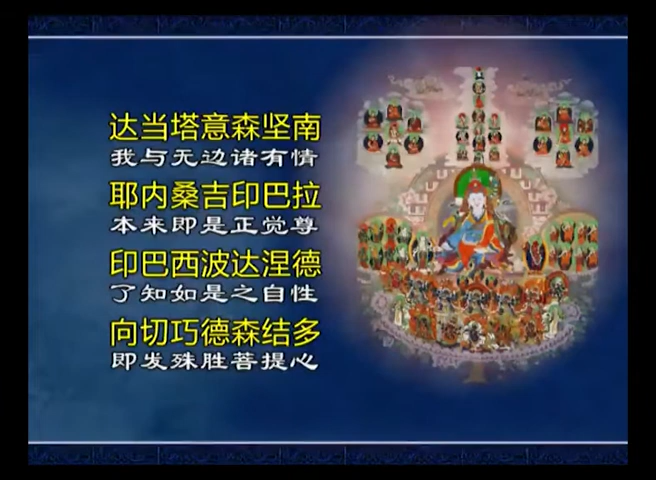 达当塔意森坚南
我与无边诸有情
耶内桑吉印巴拉
本来即是正觉尊
印巴西波达涅德
了知如是之自性
向切巧德森结多
即发殊胜菩提心